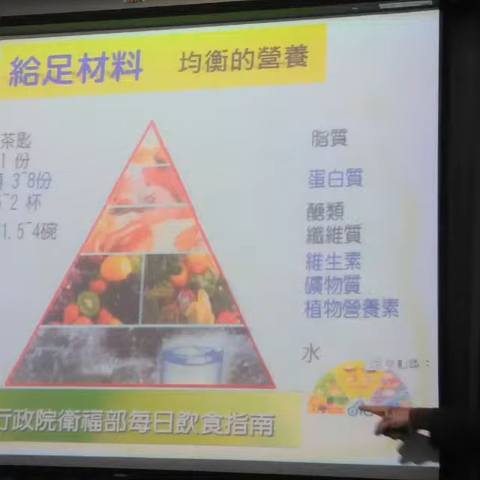 給足材料 均衡的營養
茶匙
1 份
3~8份
~2 杯
1.5~4碗
脂質
蛋白質
醣類
纖維質
維生素
礦物質
植物營養素
水
行政院衛福部每日飲食指南